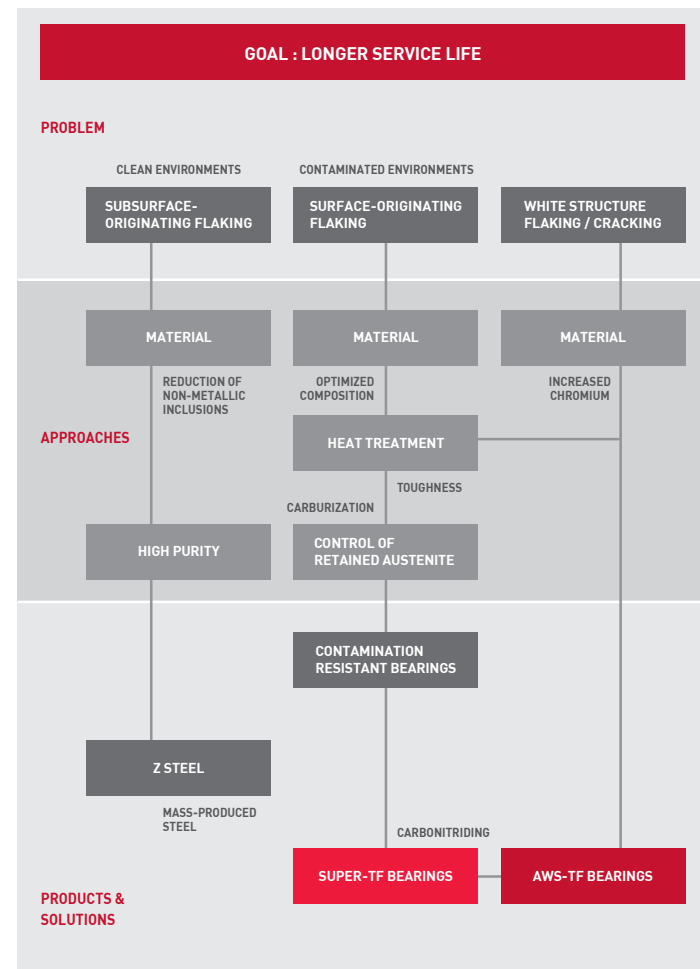 GOAL : LONGER SERVICE LIFE
PROBLEM
CLEAN ENVIRONMENTS
CONTAMINATED ENVIRONMENTS
SUBSURFACE-
ORIGINATING FLAKING
SURFACE-ORIGINATING
FLAKING
WHITE STRUCTURE
FLAKING / CRACKING
MATERIAL
MATERIAL
MATERIAL
REDUCTION OF
NON-METALLIC
INCLUSIONS
OPTIMIZED
COMPOSITION
INCREASED
CHROMIUM
APPROACHES
HEAT TREATMENT
TOUGHNESS
CARBURIZATION
HIGH PURITY
CONTROL OF
RETAINED AUSTENITE
CONTAMINATION
RESISTANT BEARINGS
Z STEEL
MASS-PRODUCED
STEEL
CARBONITRIDING
SUPER-TF BEARINGS
AWS-TF BEARINGS
PRODUCTS &
SOLUTIONS